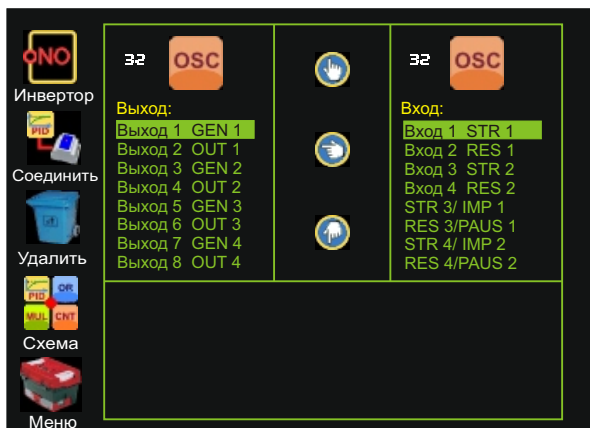 NO
Инвертор
PID
Соединить
Удалить
PID OR
MUL CNT
Схема
Меню
32 OSC
Выход:
Выход 1 GEN 1
Выход 2 OUT 1
Выход 3 GEN 2
Выход 4 OUT 2
Выход 5 GEN 3
Выход 6 OUT 3
Выход 7 GEN 4
Выход 8 OUT 4
32 OSC
Вход:
Вход 1 STR 1
Вход 2 RES 1
Вход 3 STR 2
Вход 4 RES 2
STR 3/ IMP 1
RES 3/PAUS 1
STR 4/ IMP 2
RES 4/PAUS 2